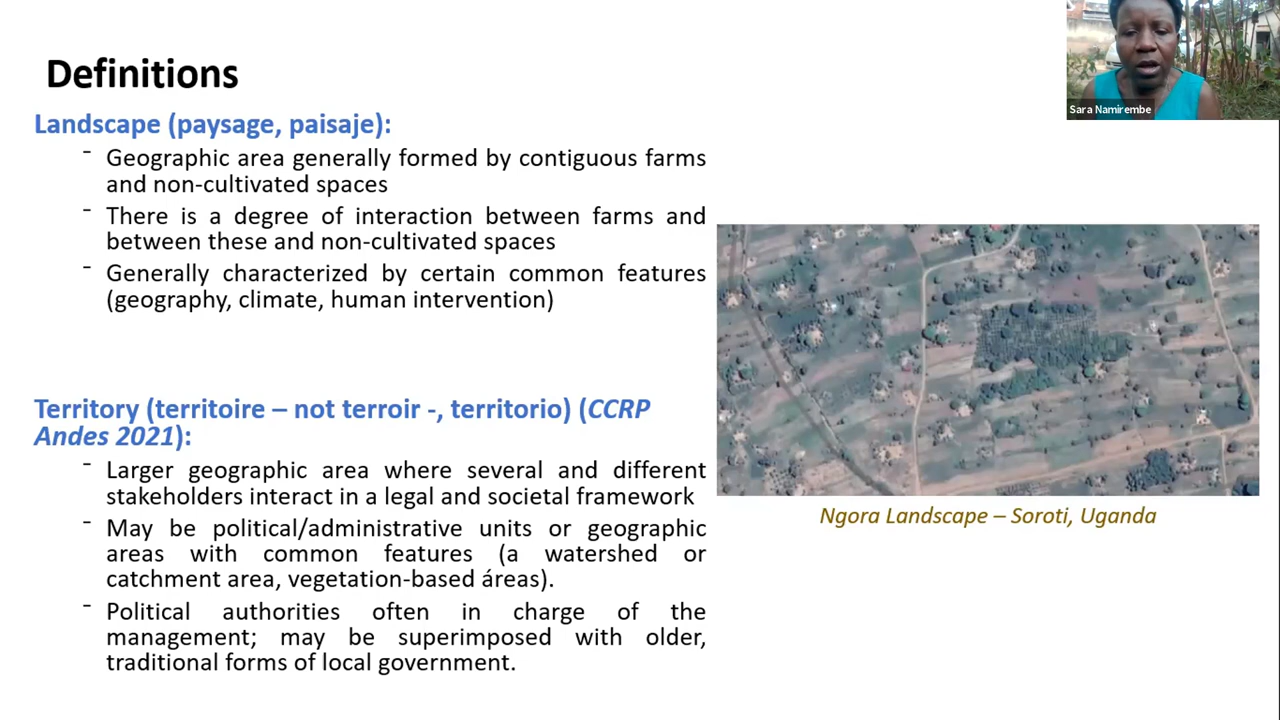 Definitions
Landscape (paysage, paisaje):
- Geographic area generally formed by contiguous farms
and non-cultivated spaces
- There is a degree of interaction between farms and
between these and non-cultivated spaces
- Generally characterized by certain common features
(geography, climate, human intervention)
Territory (territoire – not terroir -, territorio) (CCRP
Andes 2021):
- Larger geographic area where several and different
stakeholders interact in a legal and societal framework
- May be political/administrative units or geographic
areas with common features (a watershed or
catchment area, vegetation-based áreas).
- Political authorities often in charge of the
management; may be superimposed with older,
traditional forms of local government.
Ngora Landscape – Soroti, Uganda
Sara Namirembe